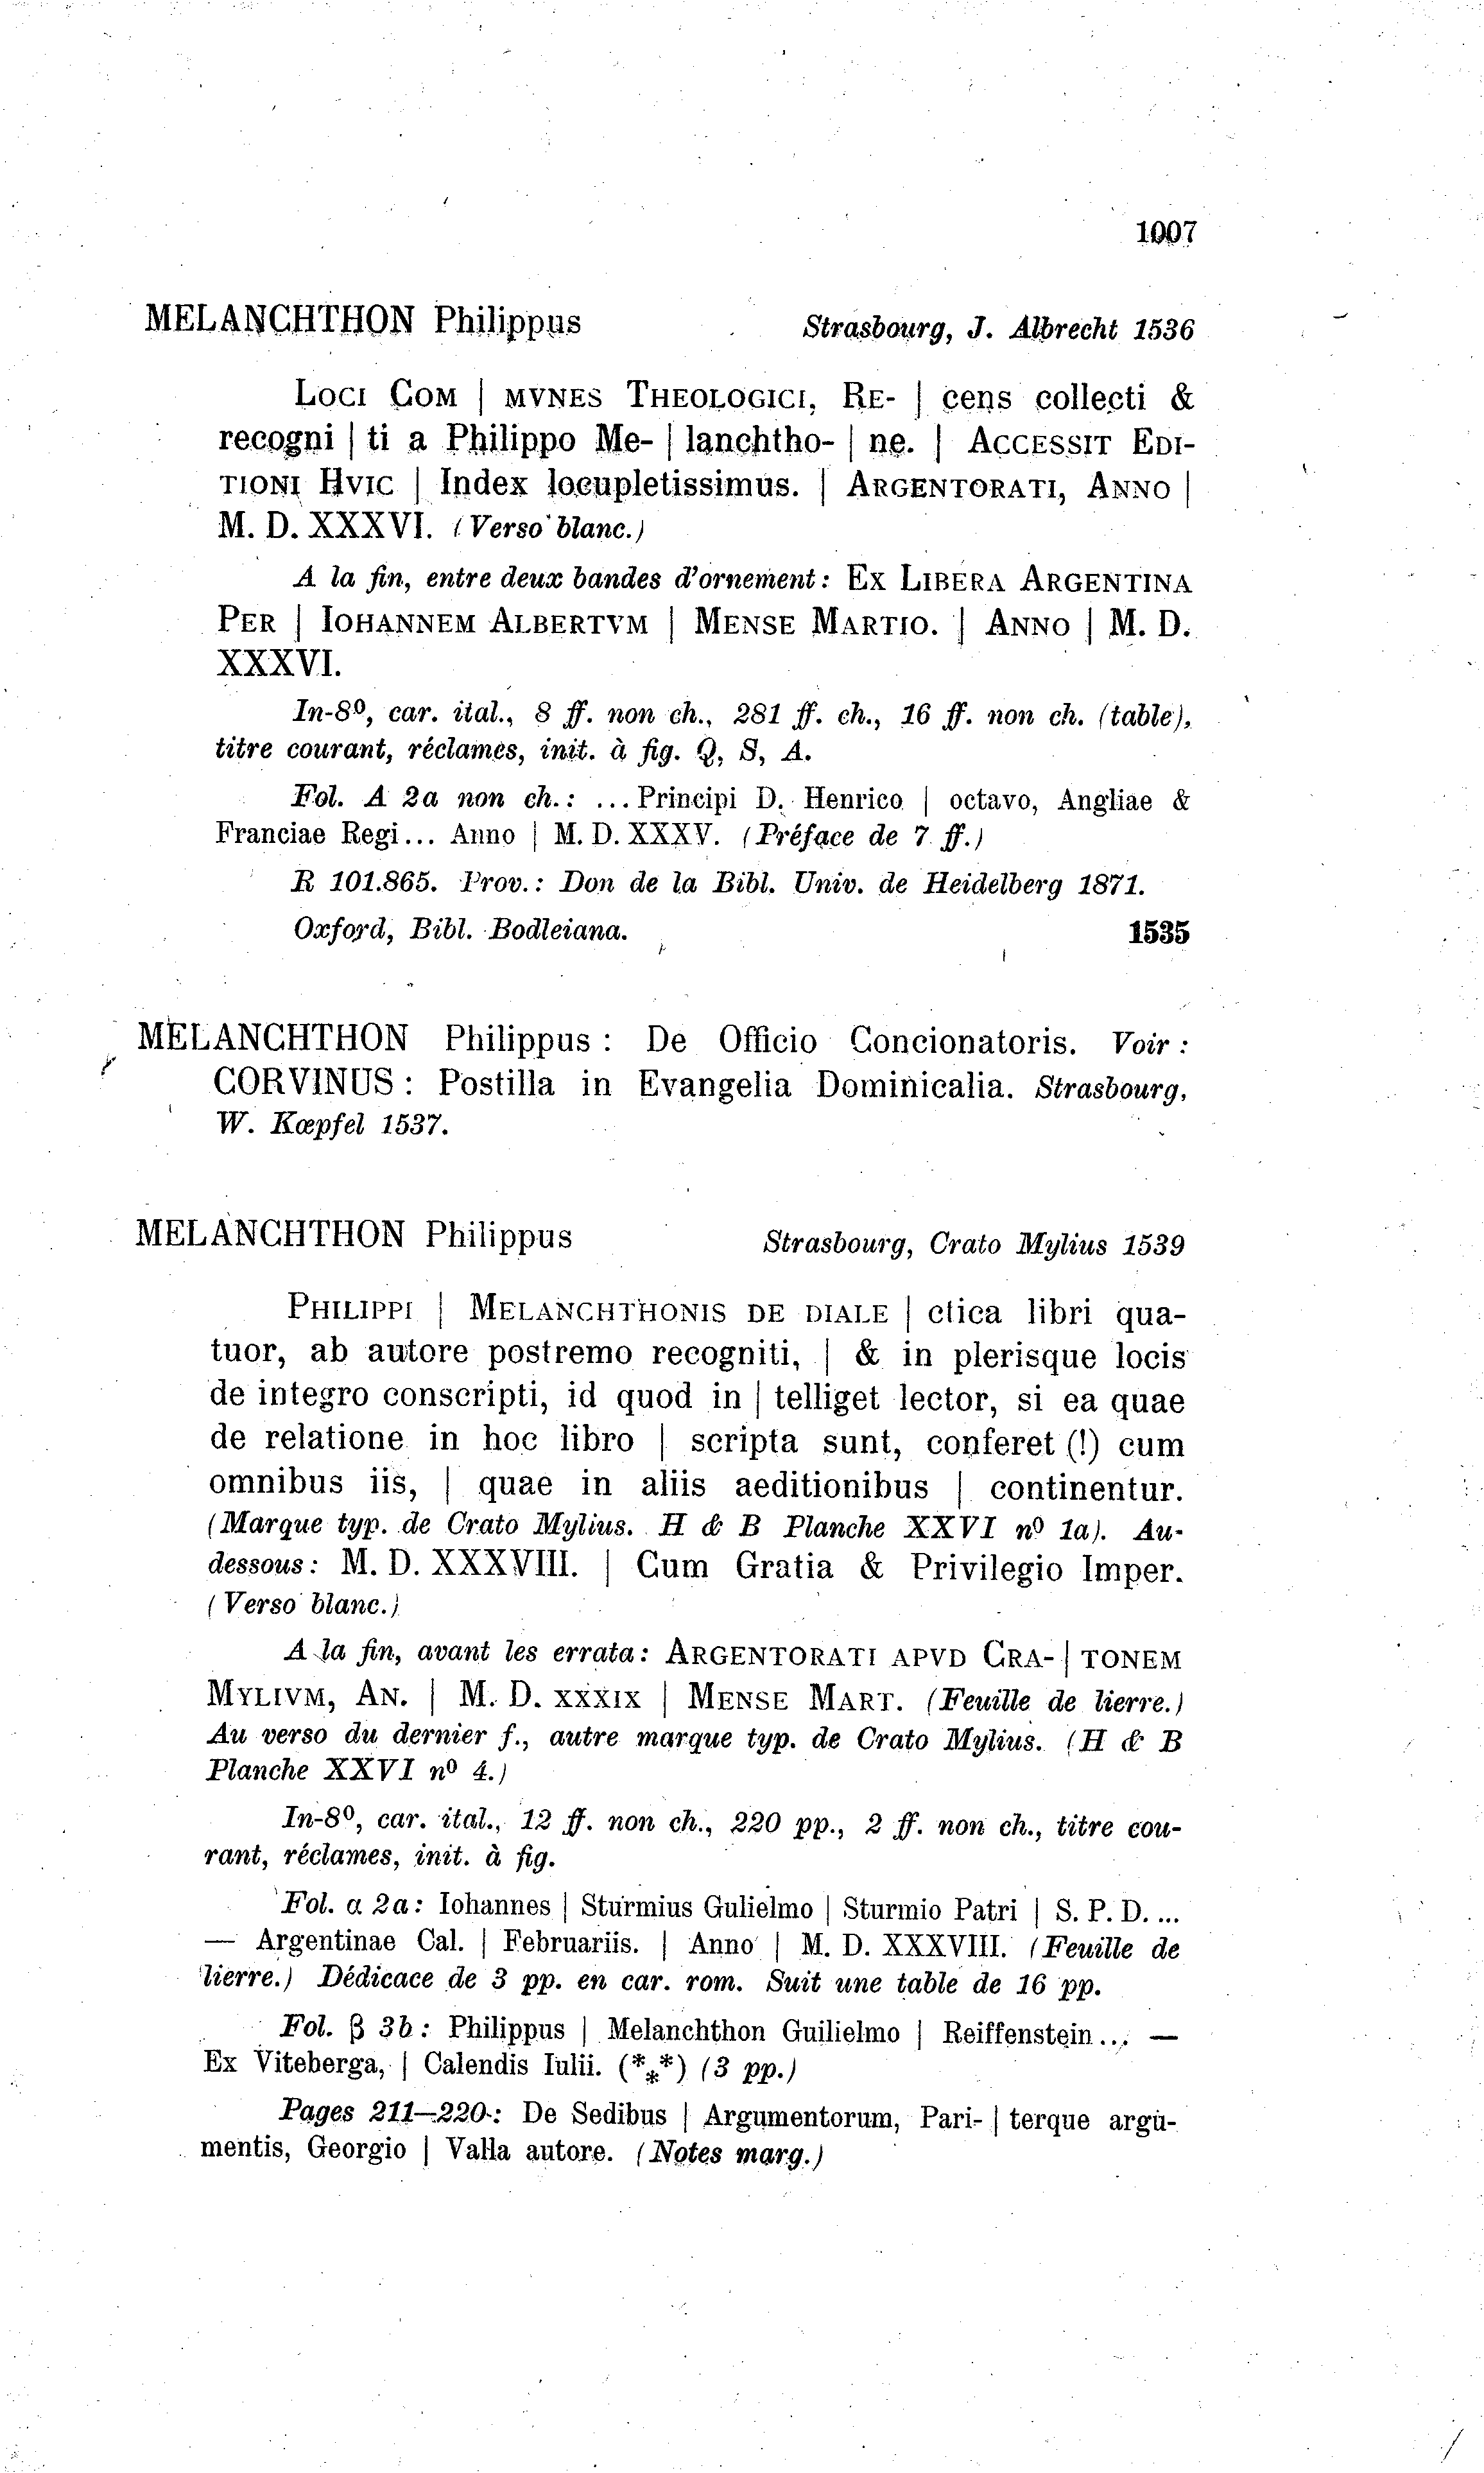 1007
MELANCHTHON Philippus Strasbourg, J. Albrecht 1536
LOCI COM | MVNES THEOLOGICI, RE- | cens collecti &
recogni | ti a Philippo Me- | lanchtho- | ne. | ACCESSIT EDI-
TIONI HVIC | Index locupletissimus. | ARGENTORATI, ANNO |
M. D. XXXVI. (Verso blanc.)
A la fin, entre deux bandes d'ornement: EX LIBERA ARGENTINA
PER | IOHANNEM ALBERTVM | MENSE MARTIO. | ANNO | M. D.
XXXVI.
In-8º, car. ital., 8 ff. non ch., 281 ff. ch., 16 ff. non ch. (table),
titre courant, réclames, init. à fig. Q, S, A.
Fol. A 2a non ch.: ... Principi D. Henrico | octavo, Angliae &
Franciae Regi... Anno | M. D. XXXV. (Préface de 7 ff.)
R 101.865. Prov.: Don de la Bibl. Univ. de Heidelberg 1871.
Oxford, Bibl. Bodleiana. 1535
MELANCHTHON Philippus: De Officio Concionatoris. Voir:
CORVINUS: Postilla in Evangelia Dominicalia. Strasbourg,
W. Kœpfel 1537.
MELANCHTHON Philippus Strasbourg, Crato Mylius 1539
PHILIPPI | MELANCHTHONIS DE DIALE | ctica libri qua-
tuor, ab autore postremo recogniti, | & in plerisque locis
de integro conscripti, id quod in | telliget lector, si ea quae
de relatione in hoc libro | scripta sunt, conferet (!) cum
omnibus iis, | quae in aliis aeditionibus | continentur.
(Marque typ. de Crato Mylius. H & B Planche XXVI nº 1a). Au-
dessous: M. D. XXXVIII. | Cum Gratia & Privilegio Imper.
(Verso blanc.)
A la fin, avant les errata: ARGENTORATI APVD CRA- | TONEM
MYLIVM, AN. | M. D. XXXIX | MENSE MART. (Feuille de lierre.)
Au verso du dernier f., autre marque typ. de Crato Mylius. (H & B
Planche XXVI nº 4.)
In-8º, car. ital., 12 ff. non ch., 220 pp., 2 ff. non ch., titre cou-
rant, réclames, init. à fig.
Fol. α 2a: Iohannes | Sturmius Gulielmo | Sturmio Patri | S. P. D. ...
— Argentinae Cal. | Februariis. | Anno | M. D. XXXVIII. (Feuille de
lierre.) Dédicace de 3 pp. en car. rom. Suit une table de 16 pp.
Fol. β 3b: Philippus | Melanchthon Guilielmo | Reiffenstein... —
Ex Viteberga, | Calendis Iulii. (*⁎*) (3 pp.)
Pages 211—220: De Sedibus | Argumentorum, Pari- | terque argu-
mentis, Georgio | Valla autore. (Notes marg.)